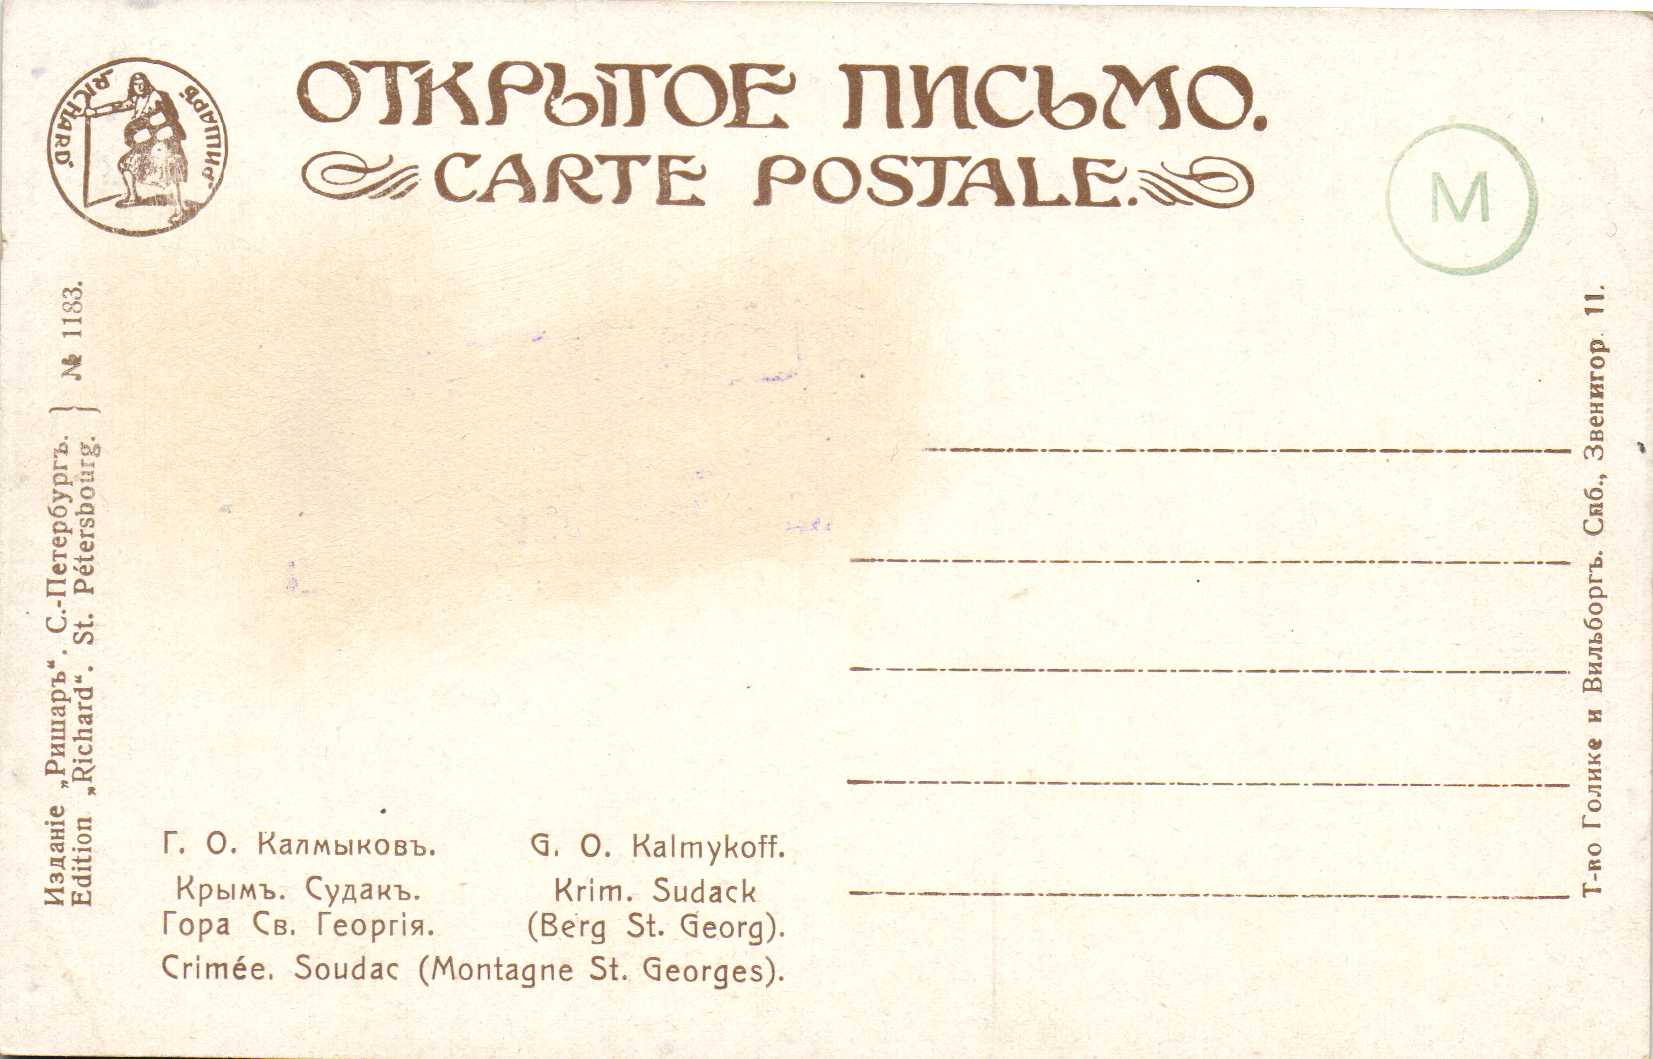 ОТКРЫТОЕ ПИСЬМО.
CARTE POSTALE.
„RICHARD“ „РИШАРЪ“
М
Изданіе „Ришаръ“. С.-Петербургъ.
Edition „Richard“. St. Pétersbourg.
} № 1183.
Г. О. Калмыковъ.
Крымъ. Судакъ.
Гора Св. Георгія.
G. O. Kalmykoff.
Krim. Sudack
(Berg St. Georg).
Crimée. Soudac (Montagne St. Georges).
Т-во Голике и Вильборгъ. Спб., Звенигор. 11.